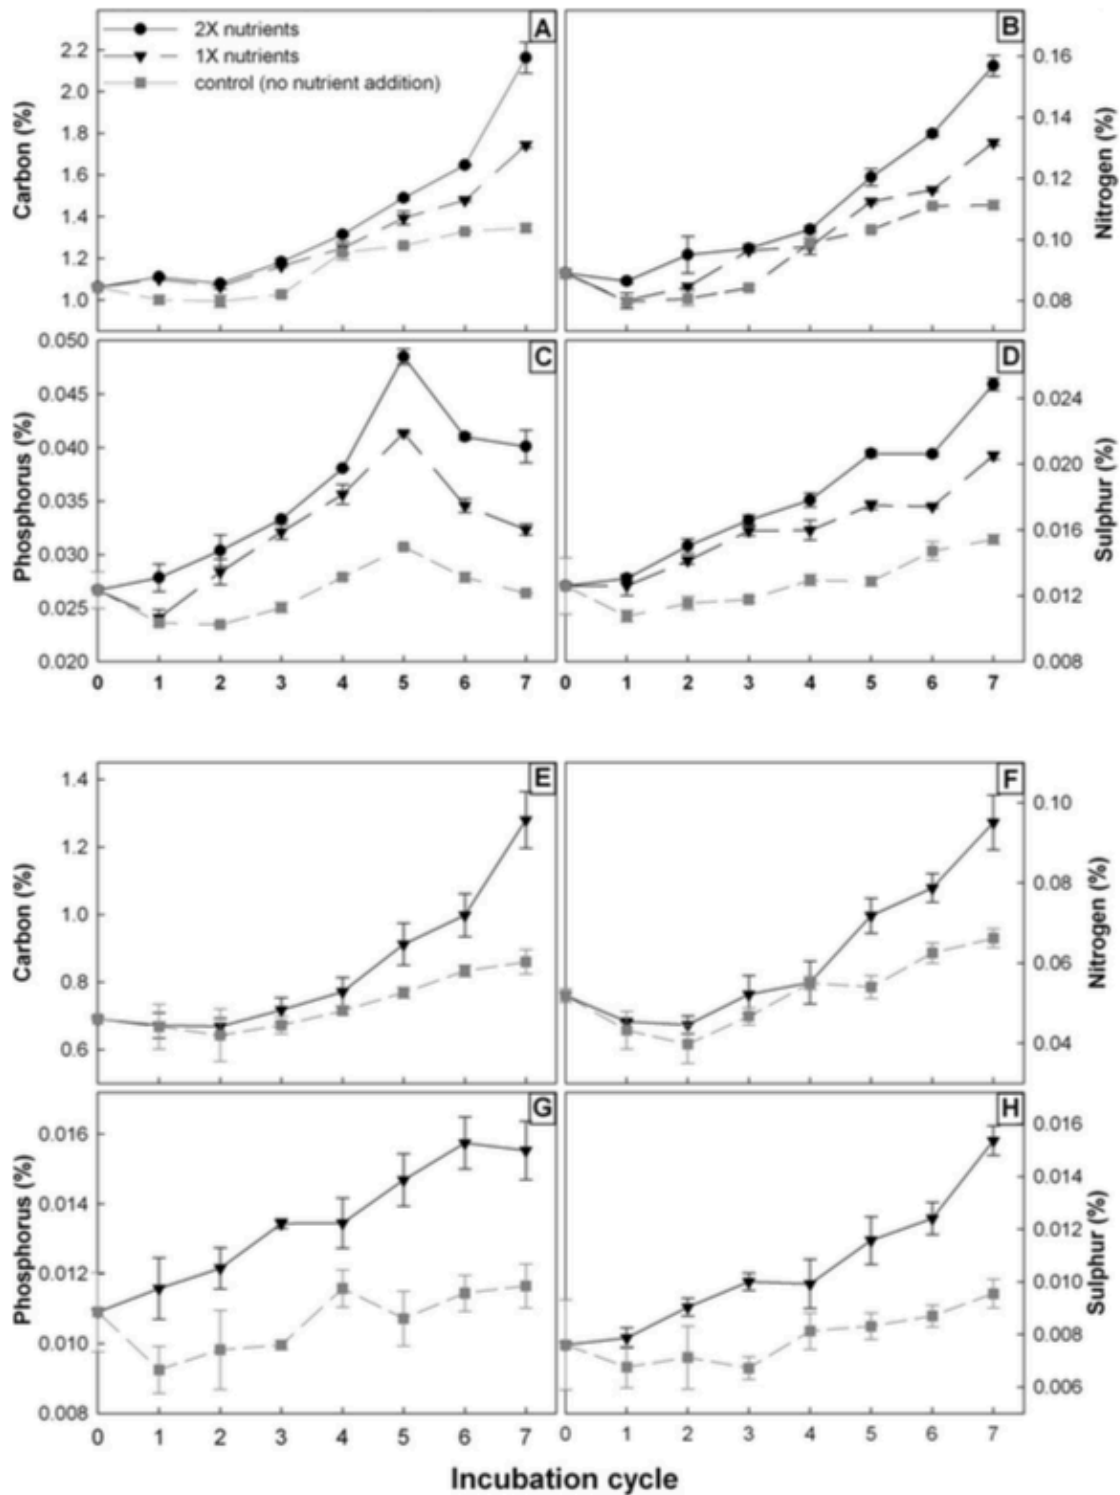 2X nutrients
1X nutrients
control (no nutrient addition)
A
Carbon (%)
2.2
2.0
1.8
1.6
1.4
1.2
1.0
B
Nitrogen (%)
0.16
0.14
0.12
0.10
0.08
C
Phosphorus (%)
0.050
0.045
0.040
0.035
0.030
0.025
0.020
0 1 2 3 4 5 6 7
D
Sulphur (%)
0.024
0.020
0.016
0.012
0.008
0 1 2 3 4 5 6 7
E
Carbon (%)
1.4
1.2
1.0
0.8
0.6
F
Nitrogen (%)
0.10
0.08
0.06
0.04
G
Phosphorus (%)
0.016
0.014
0.012
0.010
0.008
0 1 2 3 4 5 6 7
H
Sulphur (%)
0.016
0.014
0.012
0.010
0.008
0.006
0 1 2 3 4 5 6 7
Incubation cycle